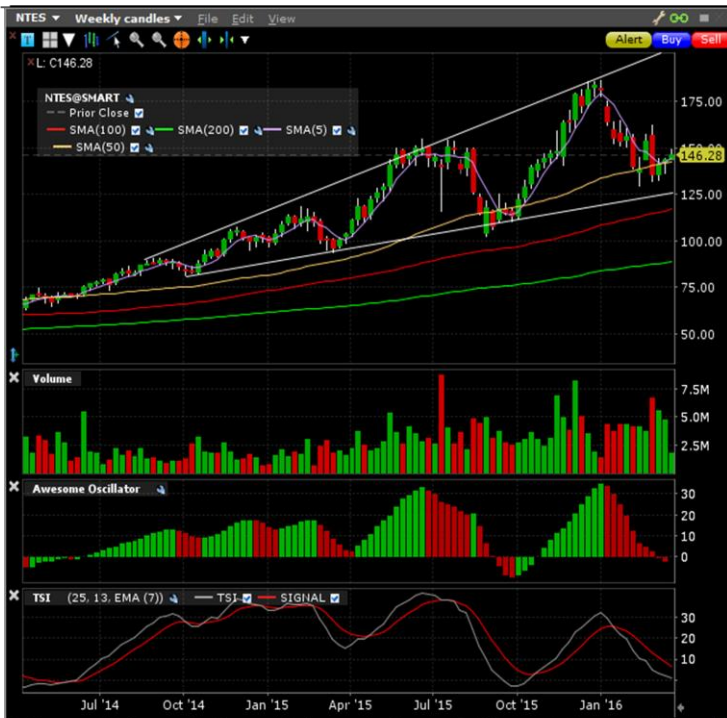 NTES ▼ Weekly candles ▼ File Edit View
Alert Buy Sell
L: C146.28
NTES@SMART
Prior Close
SMA(100) SMA(200) SMA(5)
SMA(50)
175.00
150.00
146.28
125.00
100.00
75.00
50.00
Volume
7.5M
5.0M
2.5M
Awesome Oscillator
30
20
10
0
TSI (25, 13, EMA (7)) TSI SIGNAL
30
20
10
Jul '14 Oct '14 Jan '15 Apr '15 Jul '15 Oct '15 Jan '16